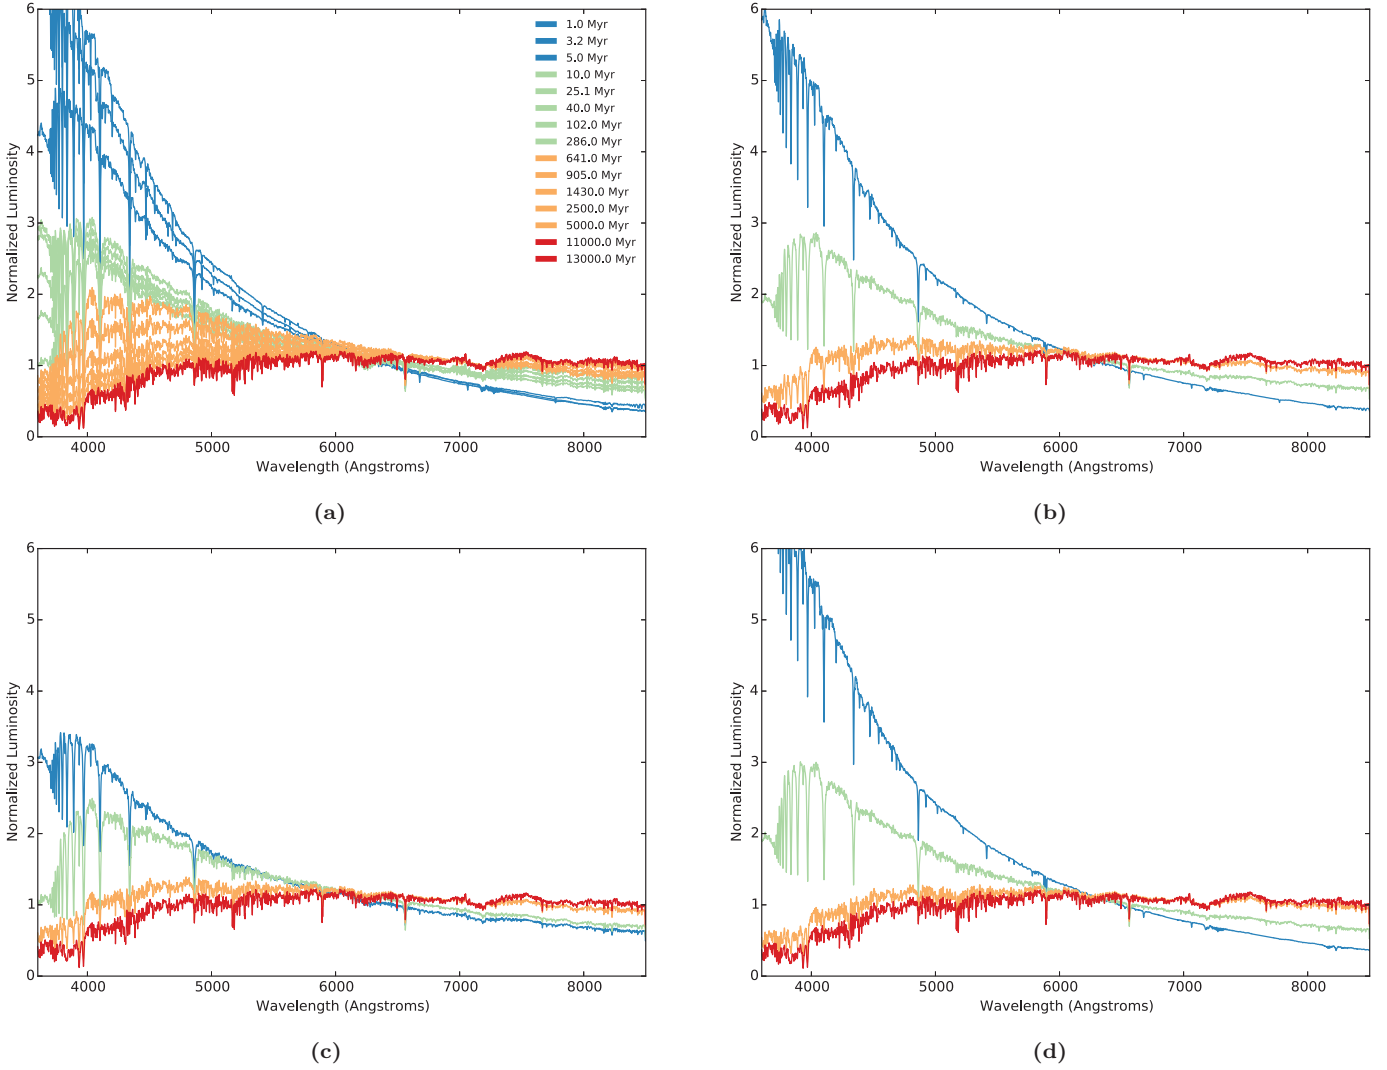 6
5
4
3
2
1
0
Normalized Luminosity
4000 5000 6000 7000 8000
Wavelength (Angstroms)
1.0 Myr
3.2 Myr
5.0 Myr
10.0 Myr
25.1 Myr
40.0 Myr
102.0 Myr
286.0 Myr
641.0 Myr
905.0 Myr
1430.0 Myr
2500.0 Myr
5000.0 Myr
11000.0 Myr
13000.0 Myr
(a)
6
5
4
3
2
1
0
Normalized Luminosity
4000 5000 6000 7000 8000
Wavelength (Angstroms)
(b)
6
5
4
3
2
1
0
Normalized Luminosity
4000 5000 6000 7000 8000
Wavelength (Angstroms)
(c)
6
5
4
3
2
1
0
Normalized Luminosity
4000 5000 6000 7000 8000
Wavelength (Angstroms)
(d)